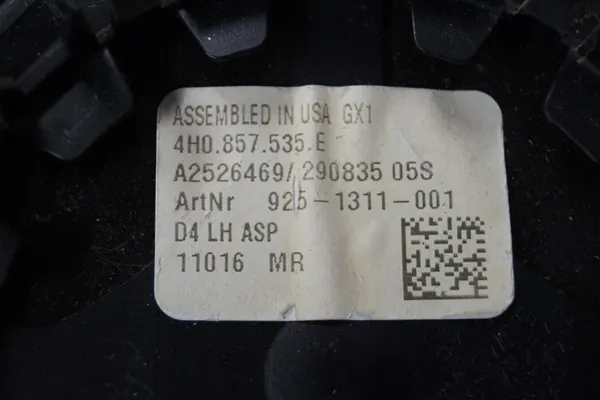 ASSEMBLED IN USA GX1
4H0.857.535.E
A2526469/290835 05S
ArtNr 925-1311-001
D4 LH ASP
11016 MR